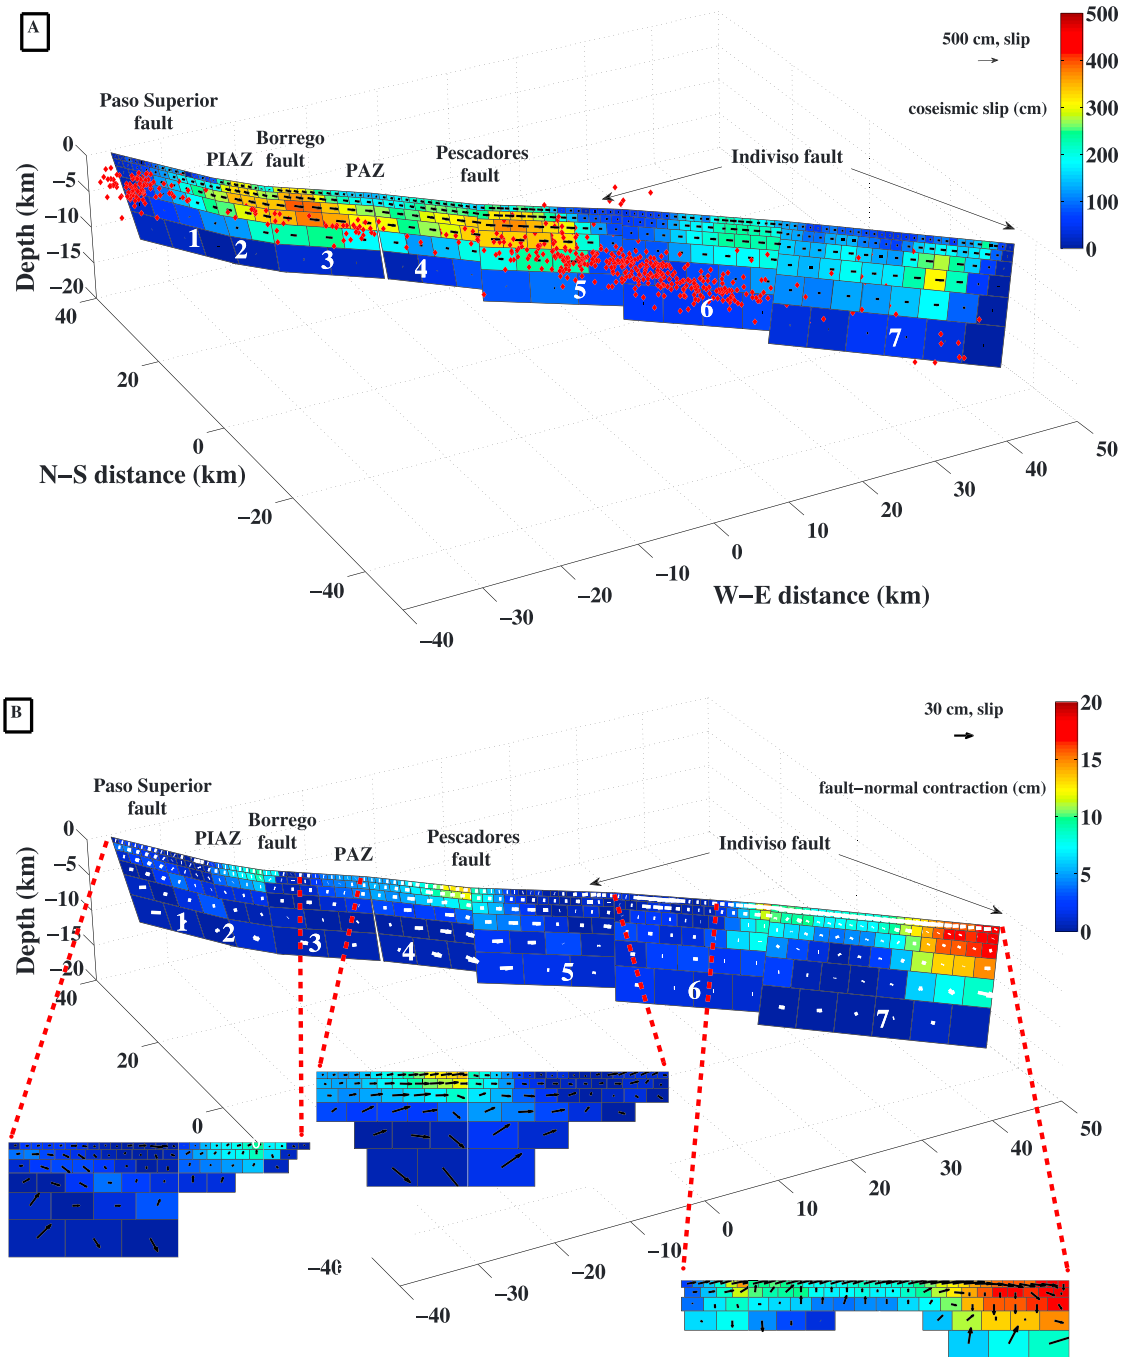 A
500 cm, slip
coseismic slip (cm)
500
400
300
200
100
0
Paso Superior
fault
PIAZ
Borrego
fault
PAZ
Pescadores
fault
Indiviso fault
Depth (km)
0
−5
−10
−15
−20
40
20
0
−20
−40
N−S distance (km)
1
2
3
4
5
6
7
−40
−30
−20
−10
0
10
20
30
40
50
W−E distance (km)
B
30 cm, slip
fault−normal contraction (cm)
20
15
10
5
0
Paso Superior
fault
PIAZ
Borrego
fault
PAZ
Pescadores
fault
Indiviso fault
Depth (km)
0
−5
−10
−15
−20
40
20
0
−40
1
2
3
4
5
6
7
−40
−30
−20
−10
0
10
20
30
40
50